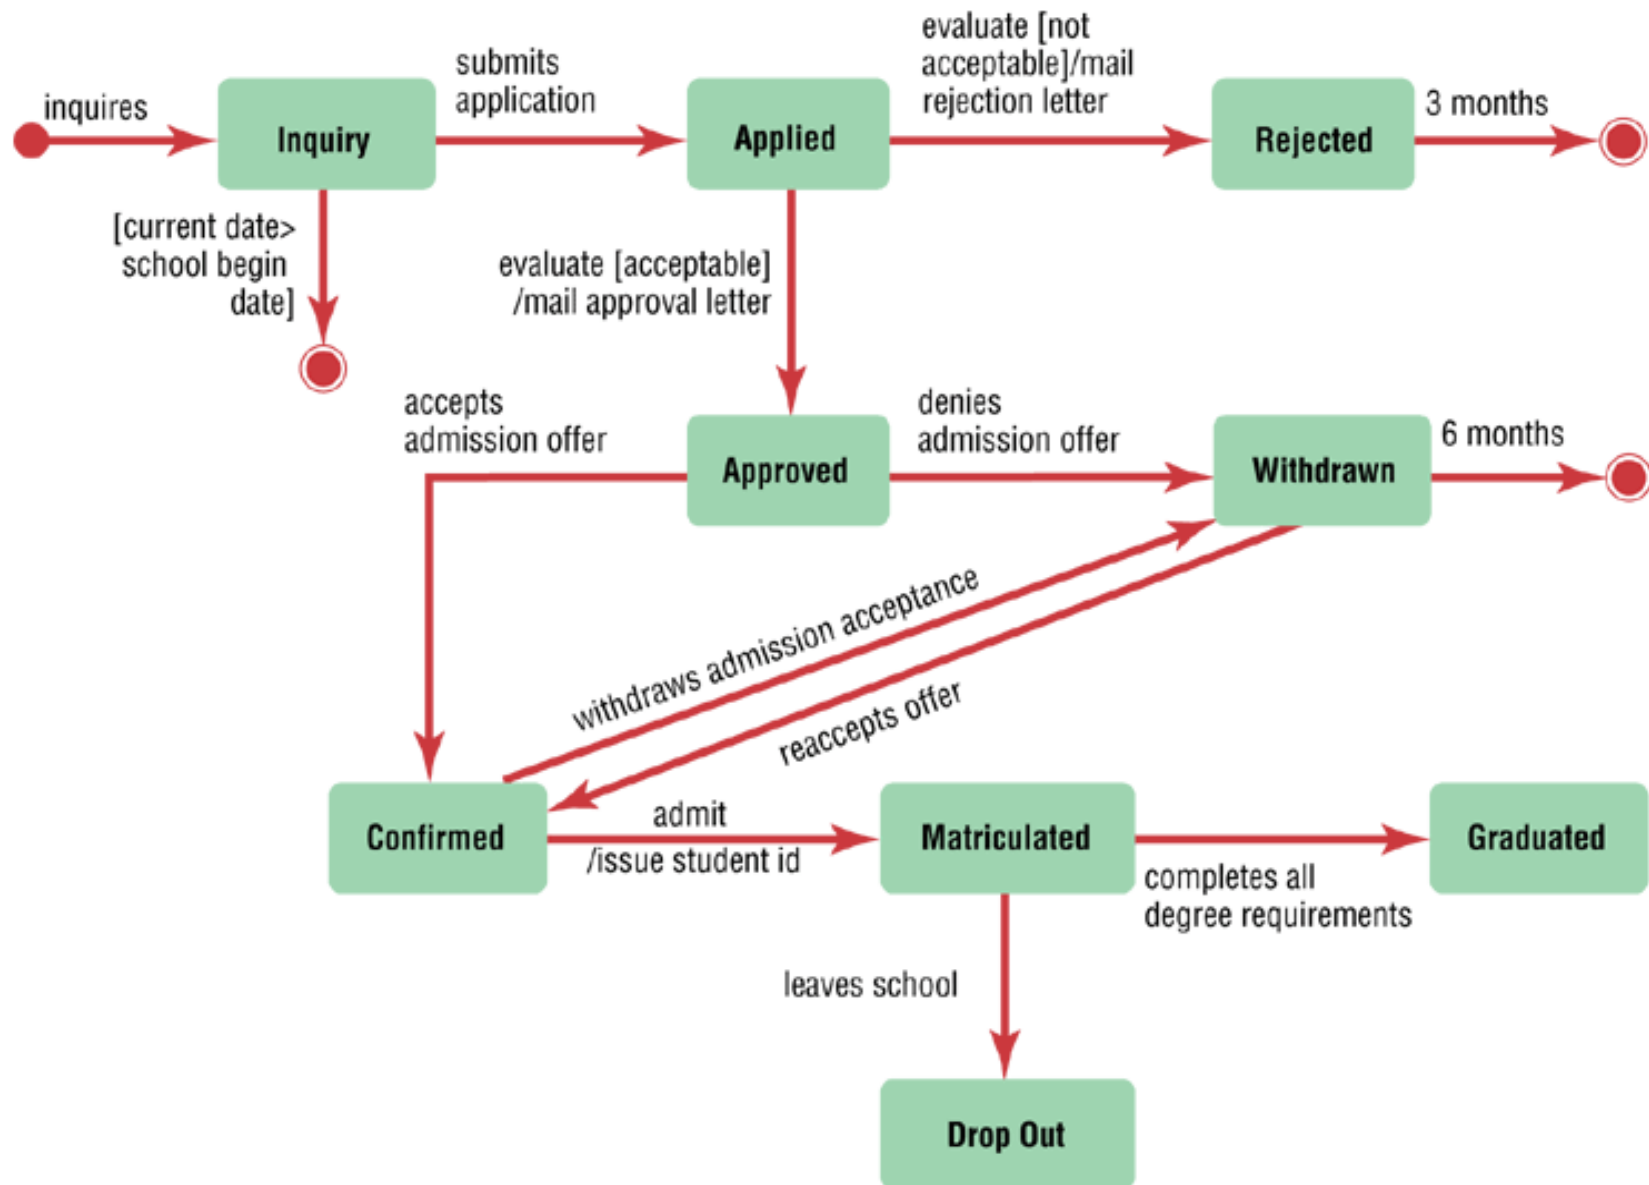 inquires
Inquiry
submits
application
Applied
evaluate [not
acceptable]/mail
rejection letter
Rejected
3 months
[current date>
school begin
date]
evaluate [acceptable]
/mail approval letter
accepts
admission offer
Approved
denies
admission offer
Withdrawn
6 months
withdraws admission acceptance
reaccepts offer
Confirmed
admit
/issue student id
Matriculated
completes all
degree requirements
Graduated
leaves school
Drop Out